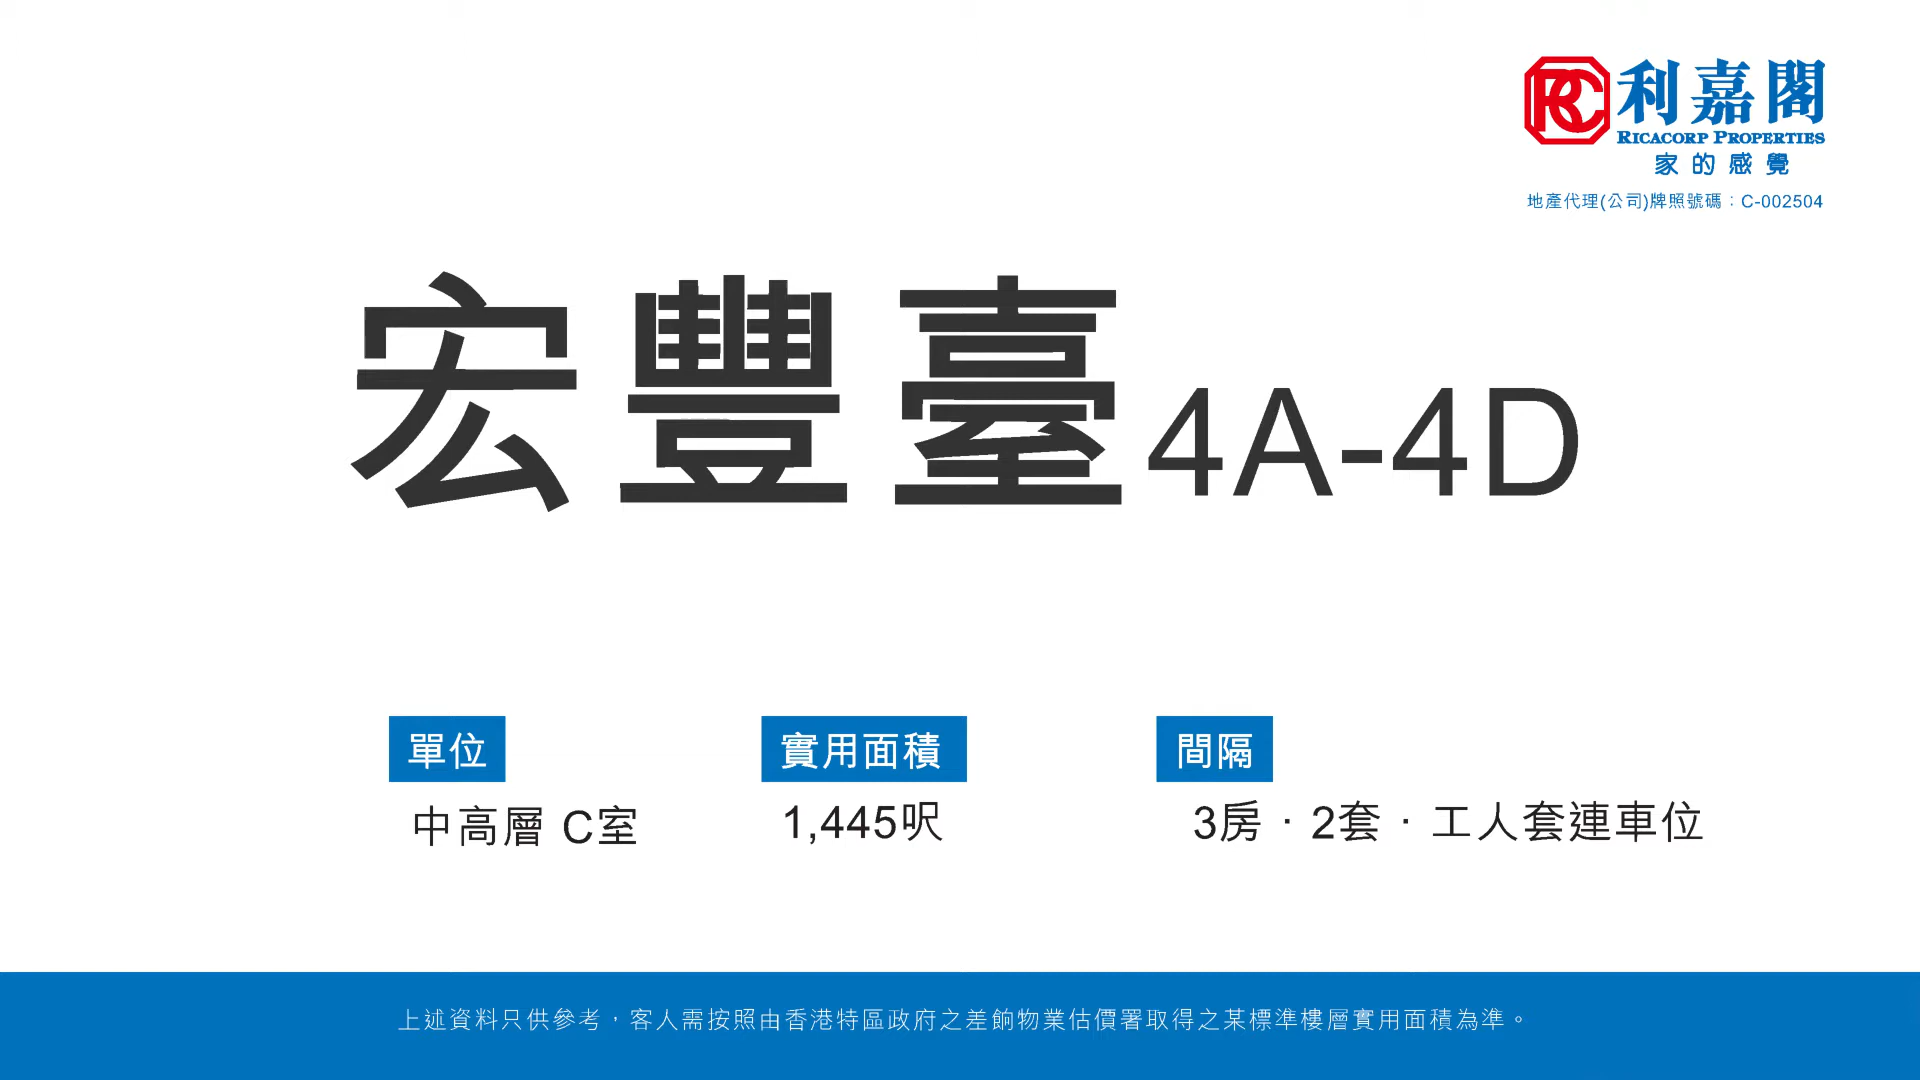 利嘉閣
RICACORP PROPERTIES
家的感覺
地產代理(公司)牌照號碼：C-002504
宏豐臺 4A-4D
單位
中高層 C室
實用面積
1,445呎
間隔
3房．2套．工人套連車位
上述資料只供參考，客人需按照由香港特區政府之差餉物業估價署取得之某標準樓層實用面積為準。